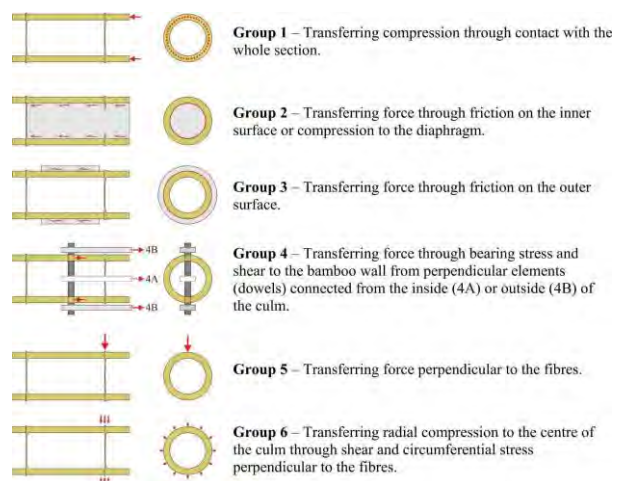 Group 1 – Transferring compression through contact with the
whole section.
Group 2 – Transferring force through friction on the inner
surface or compression to the diaphragm.
Group 3 – Transferring force through friction on the outer
surface.
4B
4A
4B
Group 4 – Transferring force through bearing stress and
shear to the bamboo wall from perpendicular elements
(dowels) connected from the inside (4A) or outside (4B) of
the culm.
Group 5 – Transferring force perpendicular to the fibres.
Group 6 – Transferring radial compression to the centre of
the culm through shear and circumferential stress
perpendicular to the fibres.